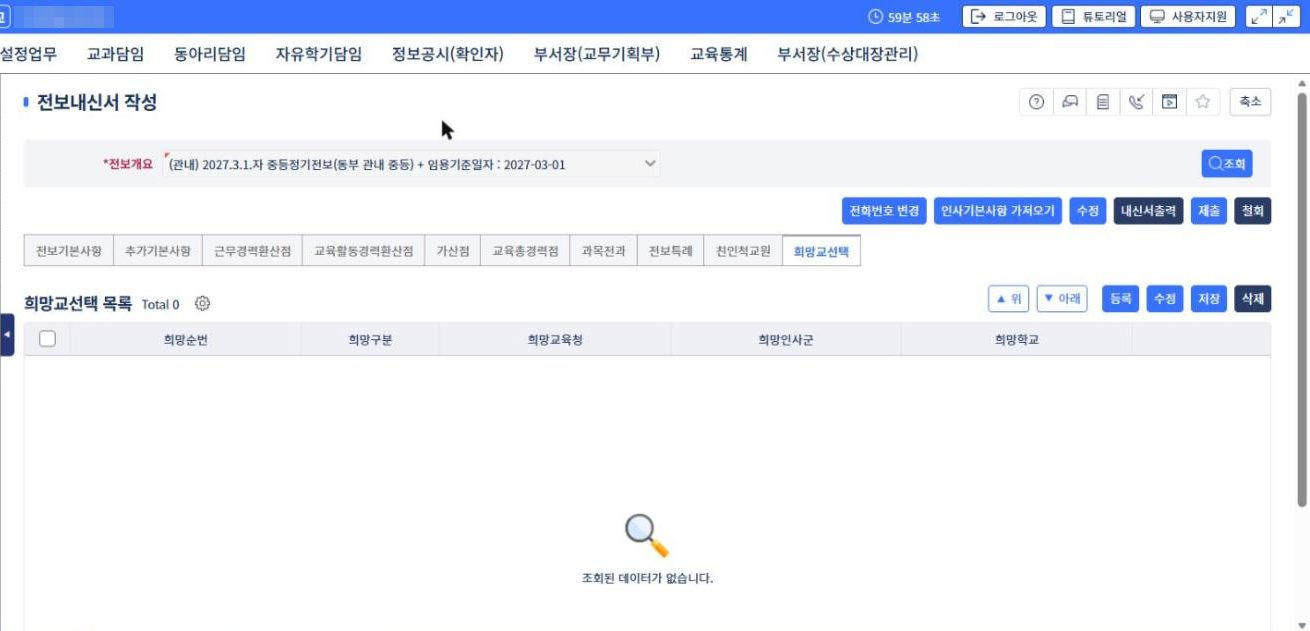 59분 58초 로그아웃 튜토리얼 사용자지원
설정업무 교과담임 동아리담임 자유학기담임 정보공시(확인자) 부서장(교무기획부) 교육통계 부서장(수상대장관리)
전보내신서 작성 축소
*전보개요 (관내) 2027.3.1.자 중등정기전보(동부 관내 중등) + 임용기준일자 : 2027-03-01 조회
전화번호 변경 인사기본사항 가져오기 수정 내신서출력 제출 철회
전보기본사항 추가기본사항 근무경력환산점 교육활동경력환산점 가산점 교육총경력점 과목전과 전보특례 친인척교원 희망교선택
희망교선택 목록 Total 0 ▲ 위 ▼ 아래 등록 수정 저장 삭제
희망순번 희망구분 희망교육청 희망인사군 희망학교
조회된 데이터가 없습니다.